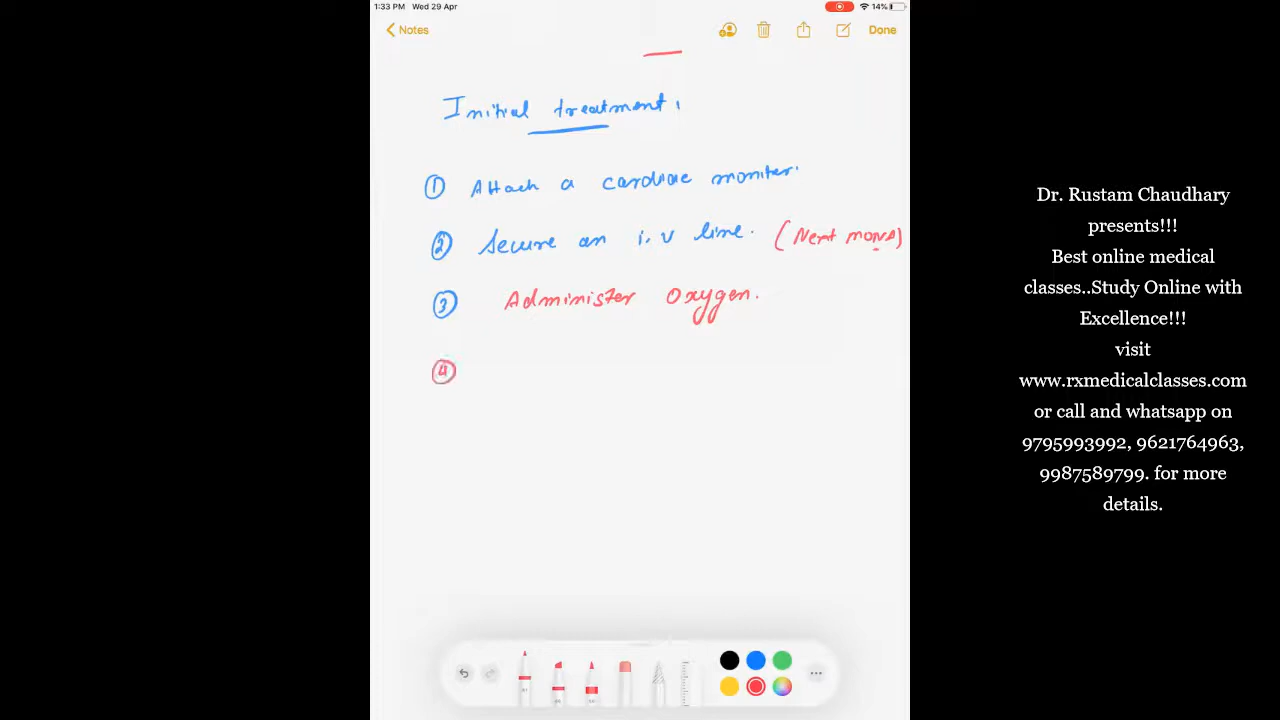 1:33 PM Wed 29 Apr
14%
Notes
Done
Initial treatment,
① Attach a cardiac monitor.
② Secure an i.v line. (Next
③ Administer Oxygen.
④
Dr. Rustam Chaudhary
presents!!!
Best online medical
classes..Study Online with
Excellence!!!
visit
www.rxmedicalclasses.com
or call and whatsapp on
9795993992, 9621764963,
9987589799. for more
details.